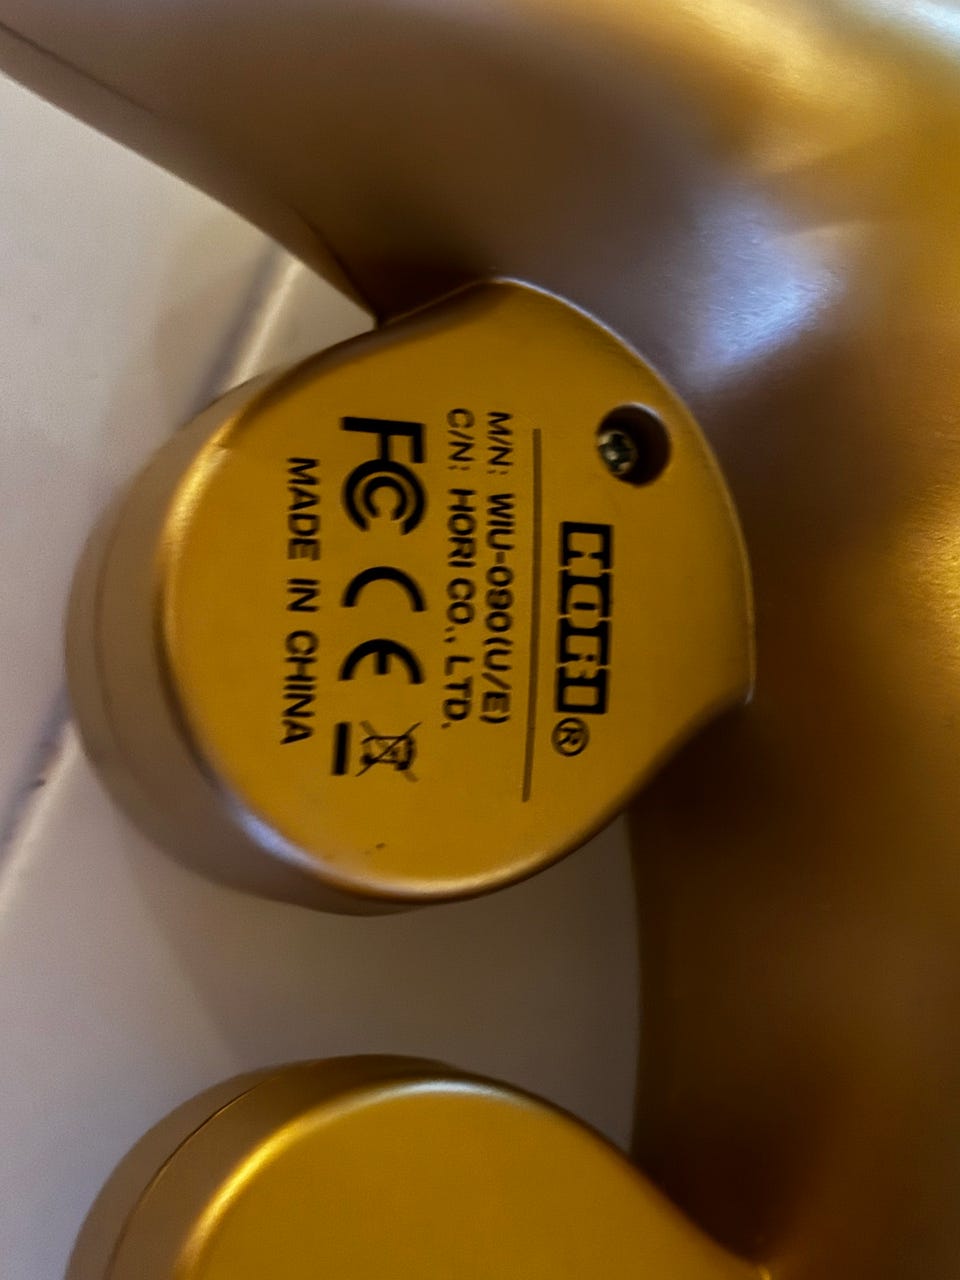 HORI®
M/N: WIU-090(U/E)
C/N: HORI CO., LTD.
FC CE
MADE IN CHINA